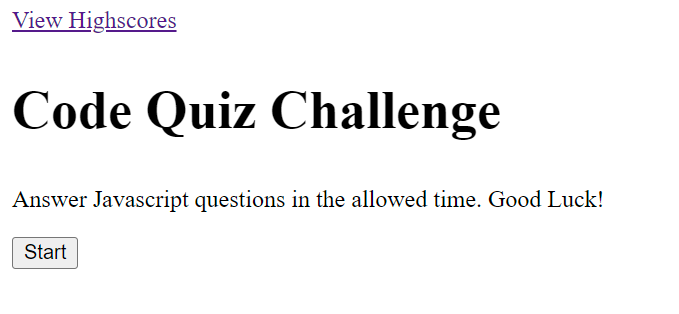 View Highscores
Code Quiz Challenge
Answer Javascript questions in the allowed time. Good Luck!
Start